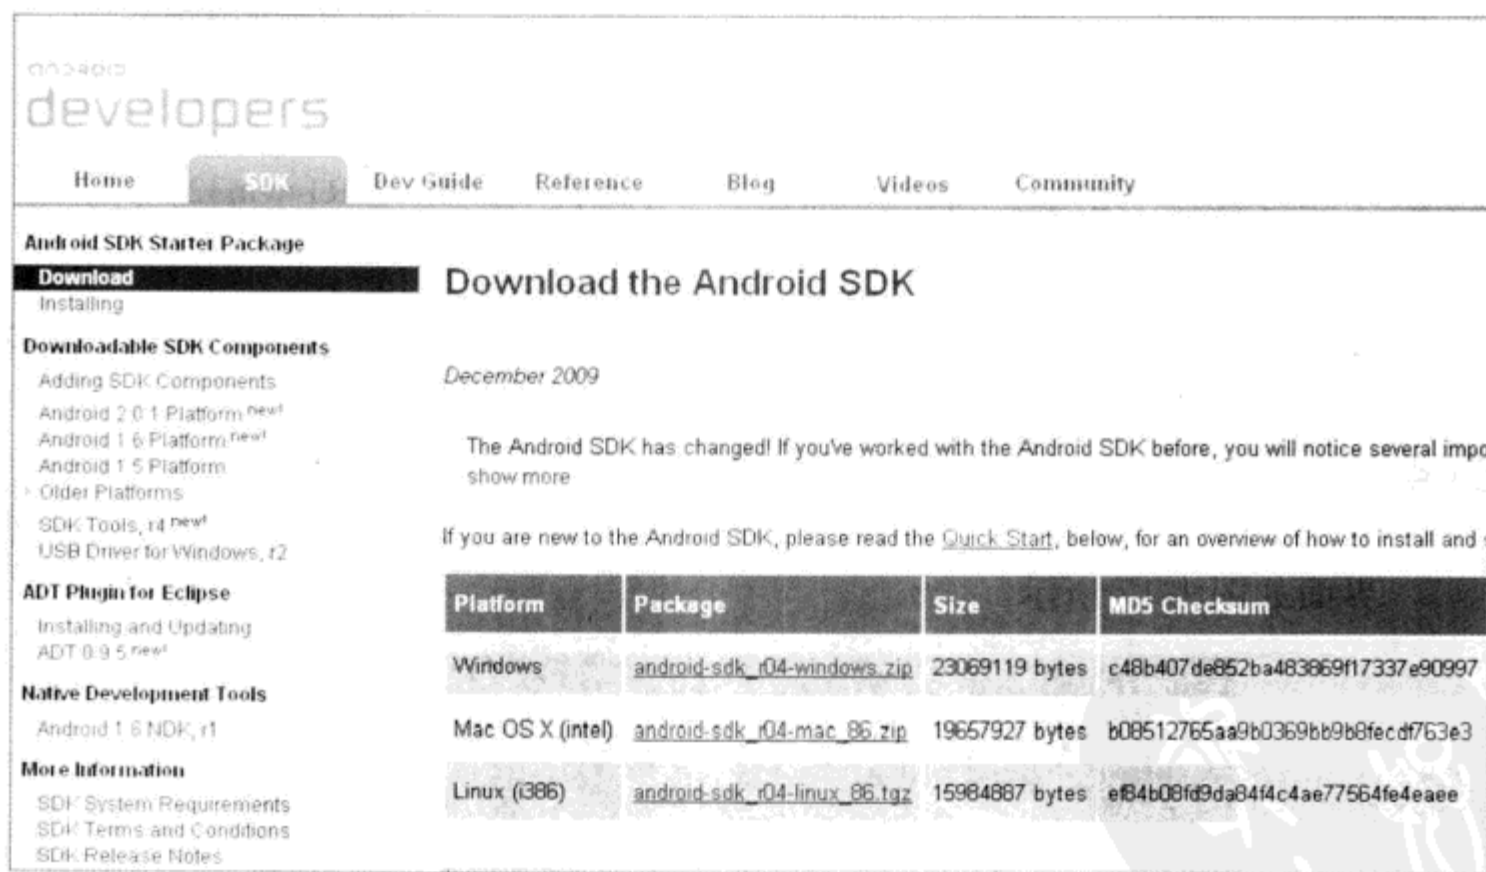 android
developers
Home SDK Dev Guide Reference Blog Videos Community
Android SDK Starter Package
Download
Installing
Downloadable SDK Components
Adding SDK Components
Android 2.0.1 Platform new!
Android 1.6 Platform new!
Android 1.5 Platform
Older Platforms
SDK Tools, r4 new!
USB Driver for Windows, r2
ADT Plugin for Eclipse
Installing and Updating
ADT 0.9.5 new!
Native Development Tools
Android 1.6 NDK, r1
More Information
SDK System Requirements
SDK Terms and Conditions
SDK Release Notes
Download the Android SDK
December 2009
The Android SDK has changed! If you've worked with the Android SDK before, you will notice several impo
show more
If you are new to the Android SDK, please read the Quick Start, below, for an overview of how to install and
Platform Package Size MD5 Checksum
Windows android-sdk_r04-windows.zip 23069119 bytes c48b407de852ba483869f17337e90997
Mac OS X (intel) android-sdk_r04-mac_86.zip 19657927 bytes b08512765aa9b0369bb9b8fecdf763e3
Linux (i386) android-sdk_r04-linux_86.tgz 15984887 bytes ef84b08fd9da84f4c4ae77564fe4eaee